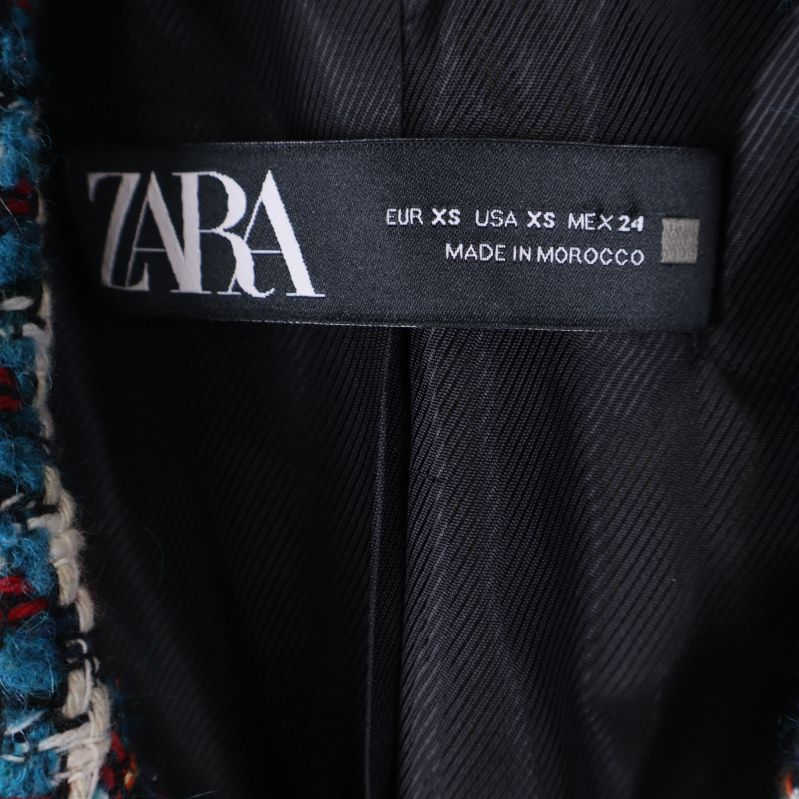 ZARA
EUR XS USA XS MEX 24
MADE IN MOROCCO